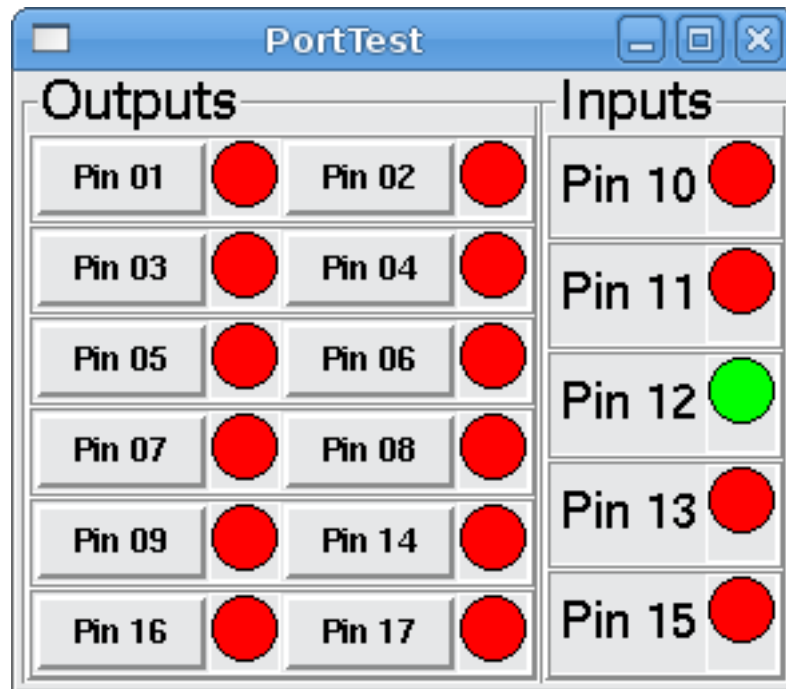 PortTest
Outputs
Pin 01 Pin 02
Pin 03 Pin 04
Pin 05 Pin 06
Pin 07 Pin 08
Pin 09 Pin 14
Pin 16 Pin 17
Inputs
Pin 10
Pin 11
Pin 12
Pin 13
Pin 15